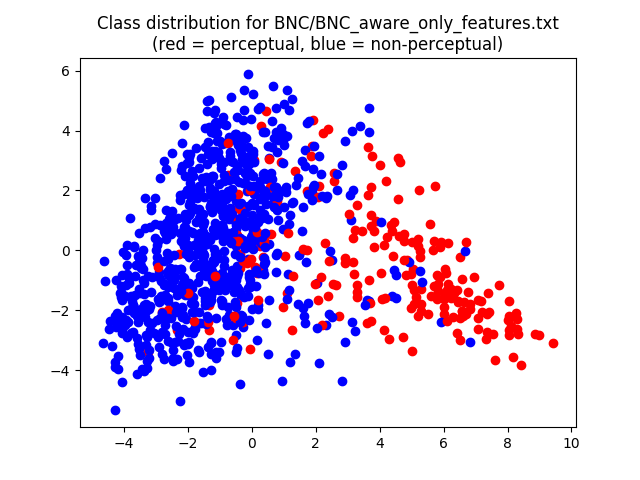 Class distribution for BNC/BNC_aware_only_features.txt
(red = perceptual, blue = non-perceptual)
6
4
2
0
−2
−4
−4 −2 0 2 4 6 8 10